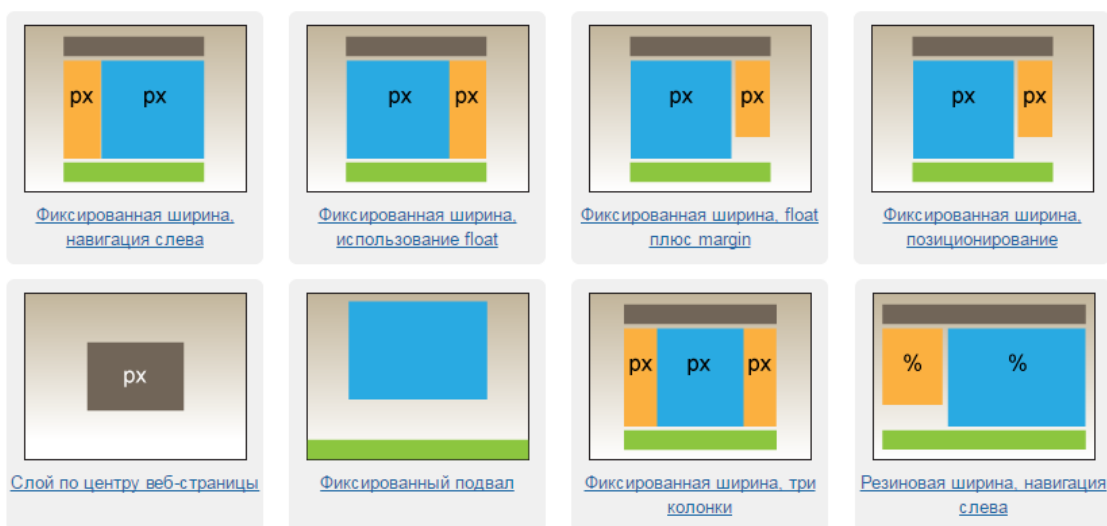 px px
px px
px px
px px
Фиксированная ширина,
навигация слева
Фиксированная ширина,
использование float
Фиксированная ширина, float
плюс margin
Фиксированная ширина,
позиционирование
px
px px px
% %
Слой по центру веб-страницы
Фиксированный подвал
Фиксированная ширина, три
колонки
Резиновая ширина, навигация
слева